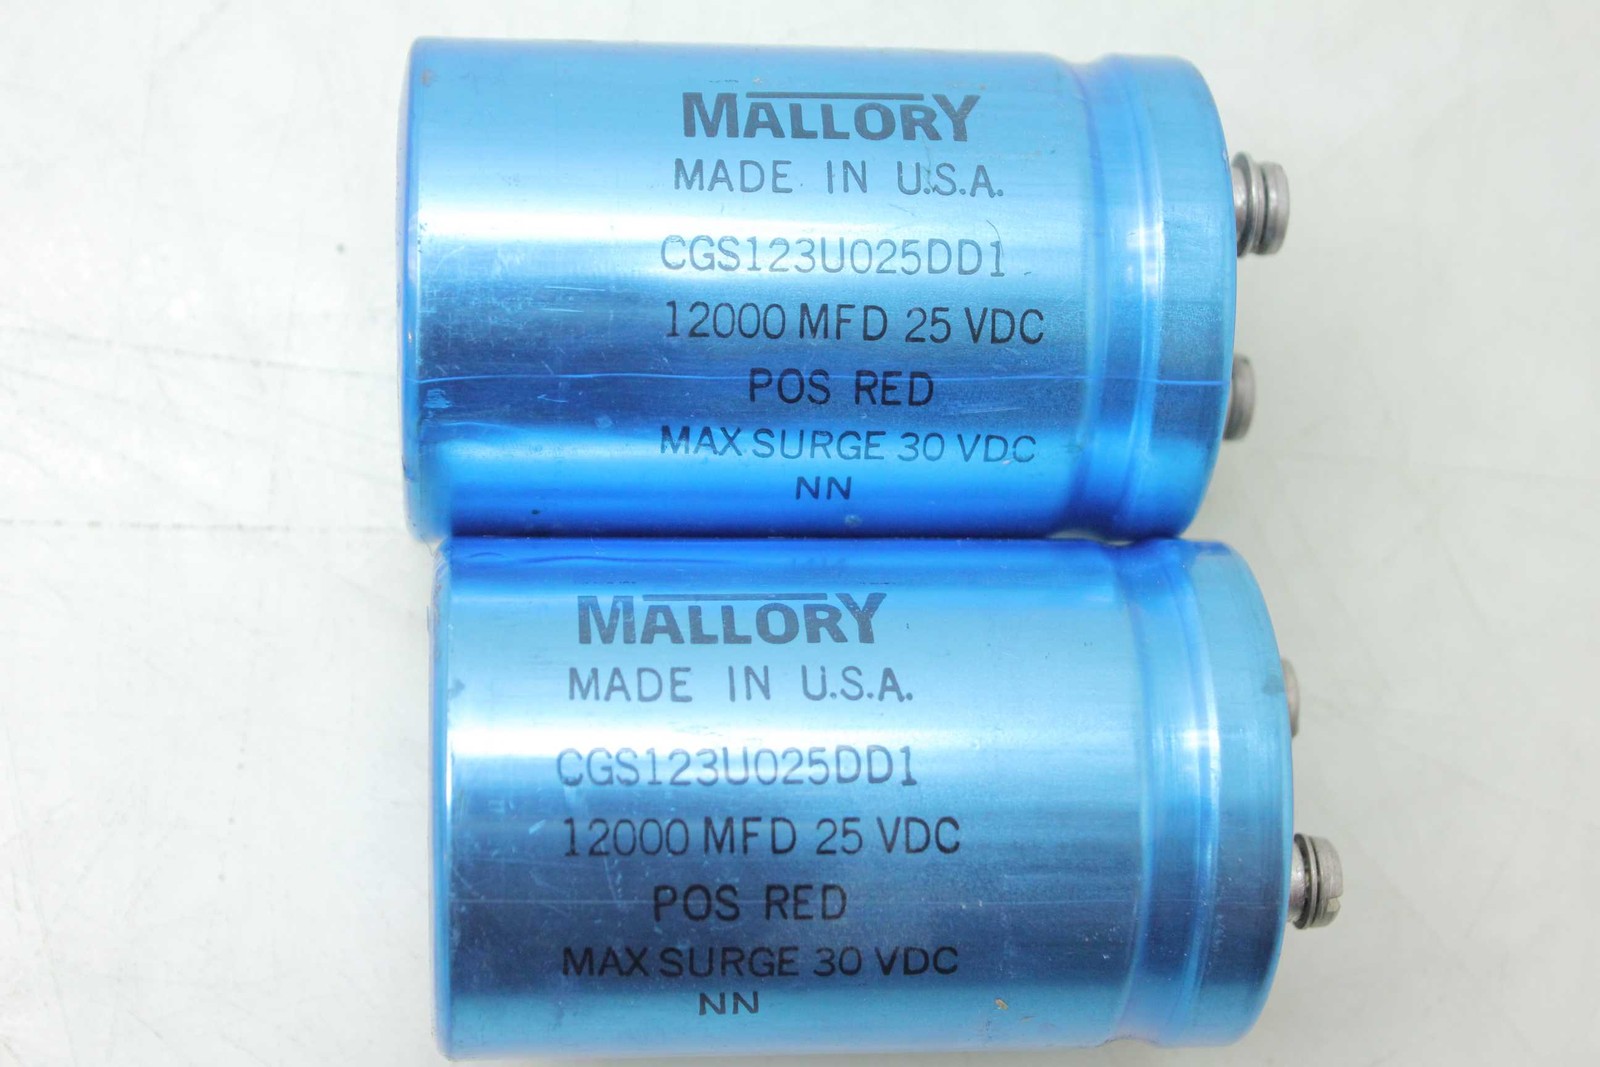 MALLORY
MADE IN U.S.A.
CGS123U025DD1
12000 MFD 25 VDC
POS RED
MAX SURGE 30 VDC
NN
MALLORY
MADE IN U.S.A.
CGS123U025DD1
12000 MFD 25 VDC
POS RED
MAX SURGE 30 VDC
NN